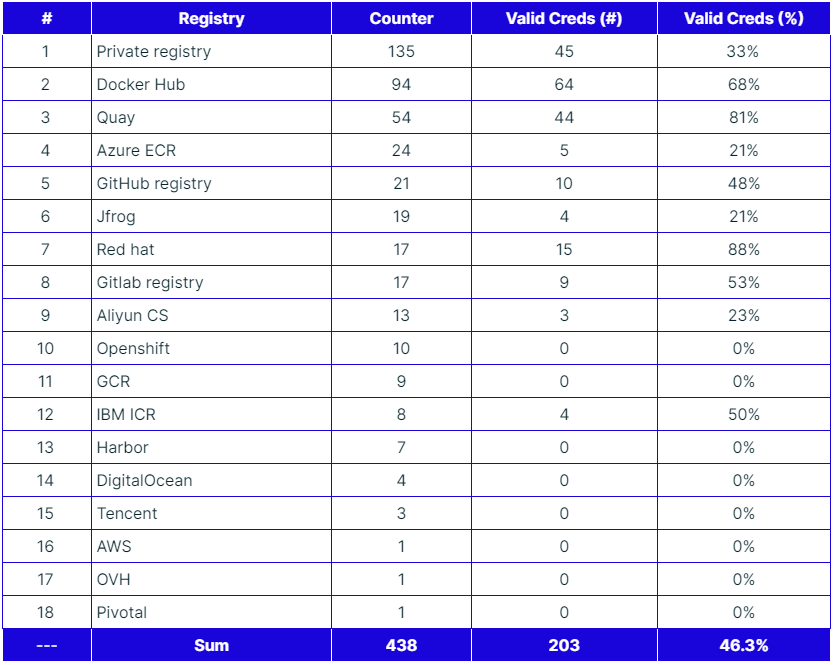 # Registry Counter Valid Creds (#) Valid Creds (%)
1 Private registry 135 45 33%
2 Docker Hub 94 64 68%
3 Quay 54 44 81%
4 Azure ECR 24 5 21%
5 GitHub registry 21 10 48%
6 Jfrog 19 4 21%
7 Red hat 17 15 88%
8 Gitlab registry 17 9 53%
9 Aliyun CS 13 3 23%
10 Openshift 10 0 0%
11 GCR 9 0 0%
12 IBM ICR 8 4 50%
13 Harbor 7 0 0%
14 DigitalOcean 4 0 0%
15 Tencent 3 0 0%
16 AWS 1 0 0%
17 OVH 1 0 0%
18 Pivotal 1 0 0%
--- Sum 438 203 46.3%